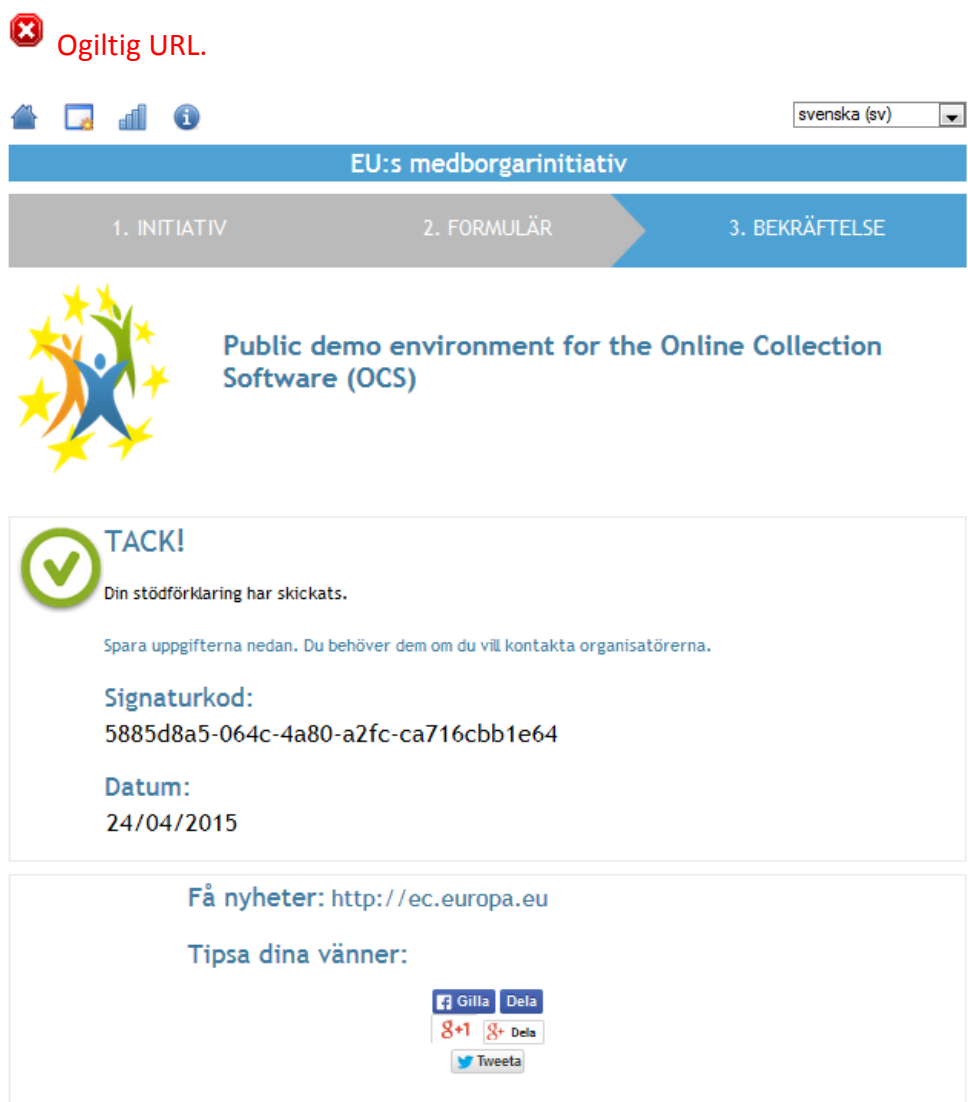 Ogiltig URL.
svenska (sv)
EU:s medborgarinitiativ
1. INITIATIV 2. FORMULÄR 3. BEKRÄFTELSE
Public demo environment for the Online Collection
Software (OCS)
TACK!
Din stödförklaring har skickats.
Spara uppgifterna nedan. Du behöver dem om du vill kontakta organisatörerna.
Signaturkod:
5885d8a5-064c-4a80-a2fc-ca716cbb1e64
Datum:
24/04/2015
Få nyheter: http://ec.europa.eu
Tipsa dina vänner:
Gilla Dela
g+1 g+ Dela
Tweeta